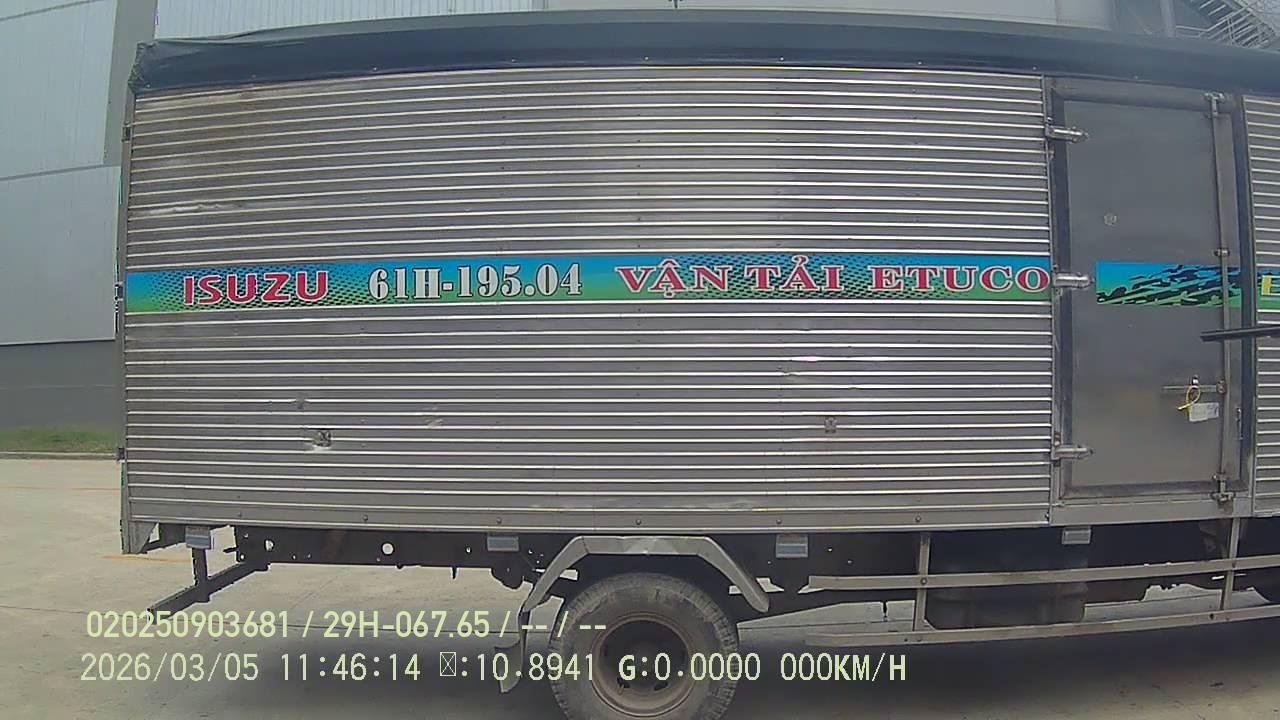 ISUZU 61H-195.04 VẬN TẢI ETUCO
020250903681 / 29H-067.65 / -- / --
2026/03/05 11:46:14 :10.8941 G:0.0000 000KM/H